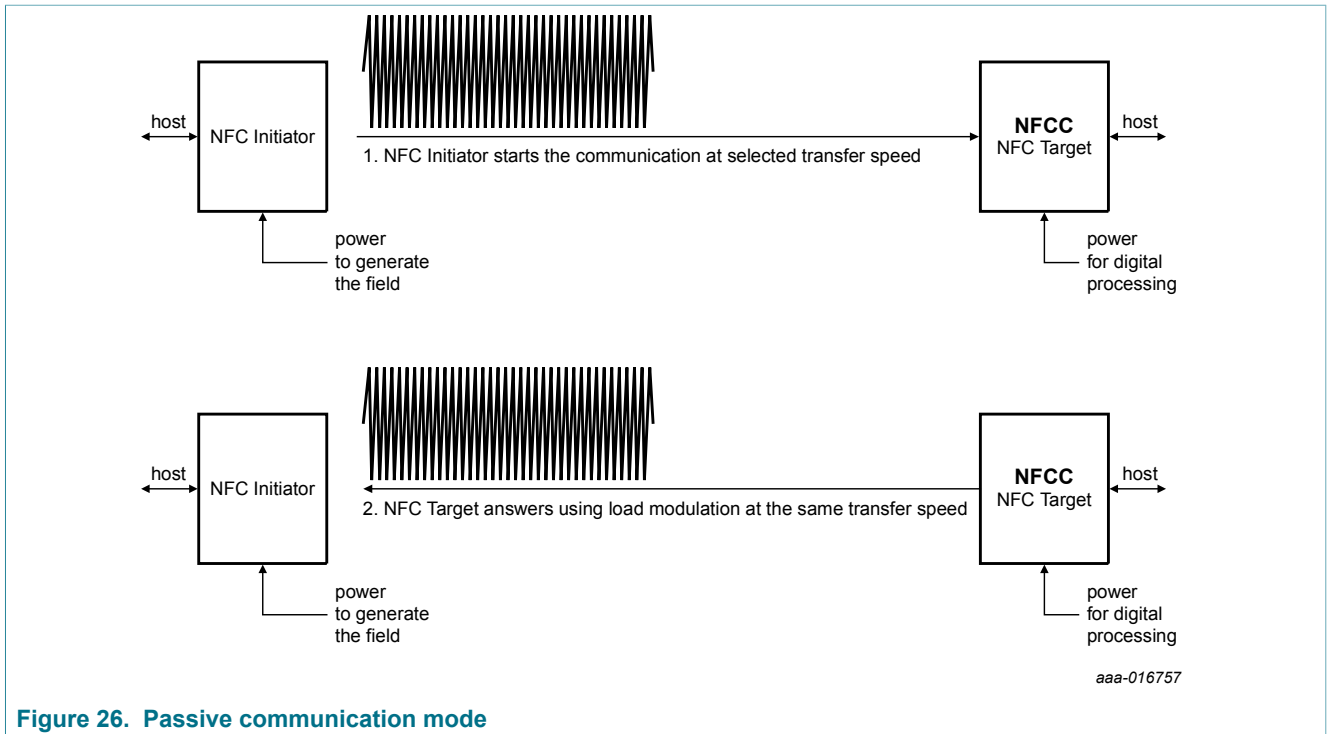 host
NFC Initiator
1. NFC Initiator starts the communication at selected transfer speed
NFCC
NFC Target
host
power
to generate
the field
power
for digital
processing
host
NFC Initiator
2. NFC Target answers using load modulation at the same transfer speed
NFCC
NFC Target
host
power
to generate
the field
power
for digital
processing
aaa-016757
Figure 26. Passive communication mode